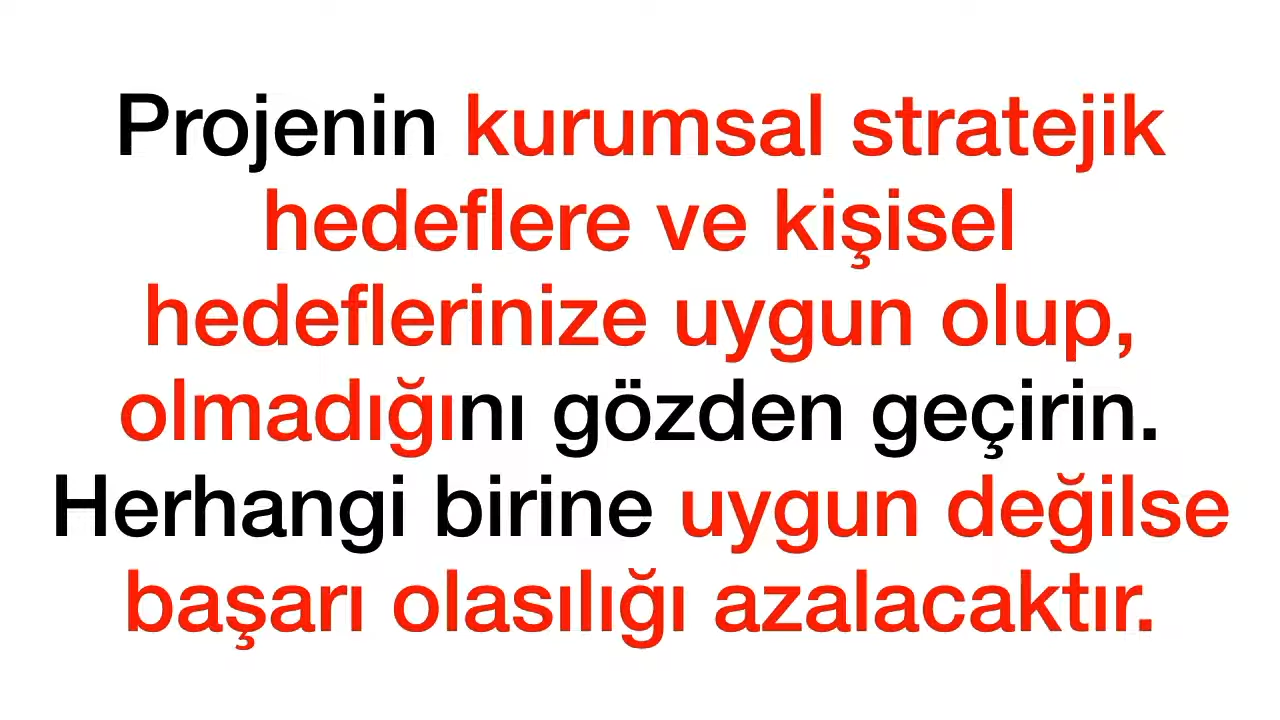 Projenin kurumsal stratejik
hedeflere ve kişisel
hedeflerinize uygun olup,
olmadığını gözden geçirin.
Herhangi birine uygun değilse
başarı olasılığı azalacaktır.